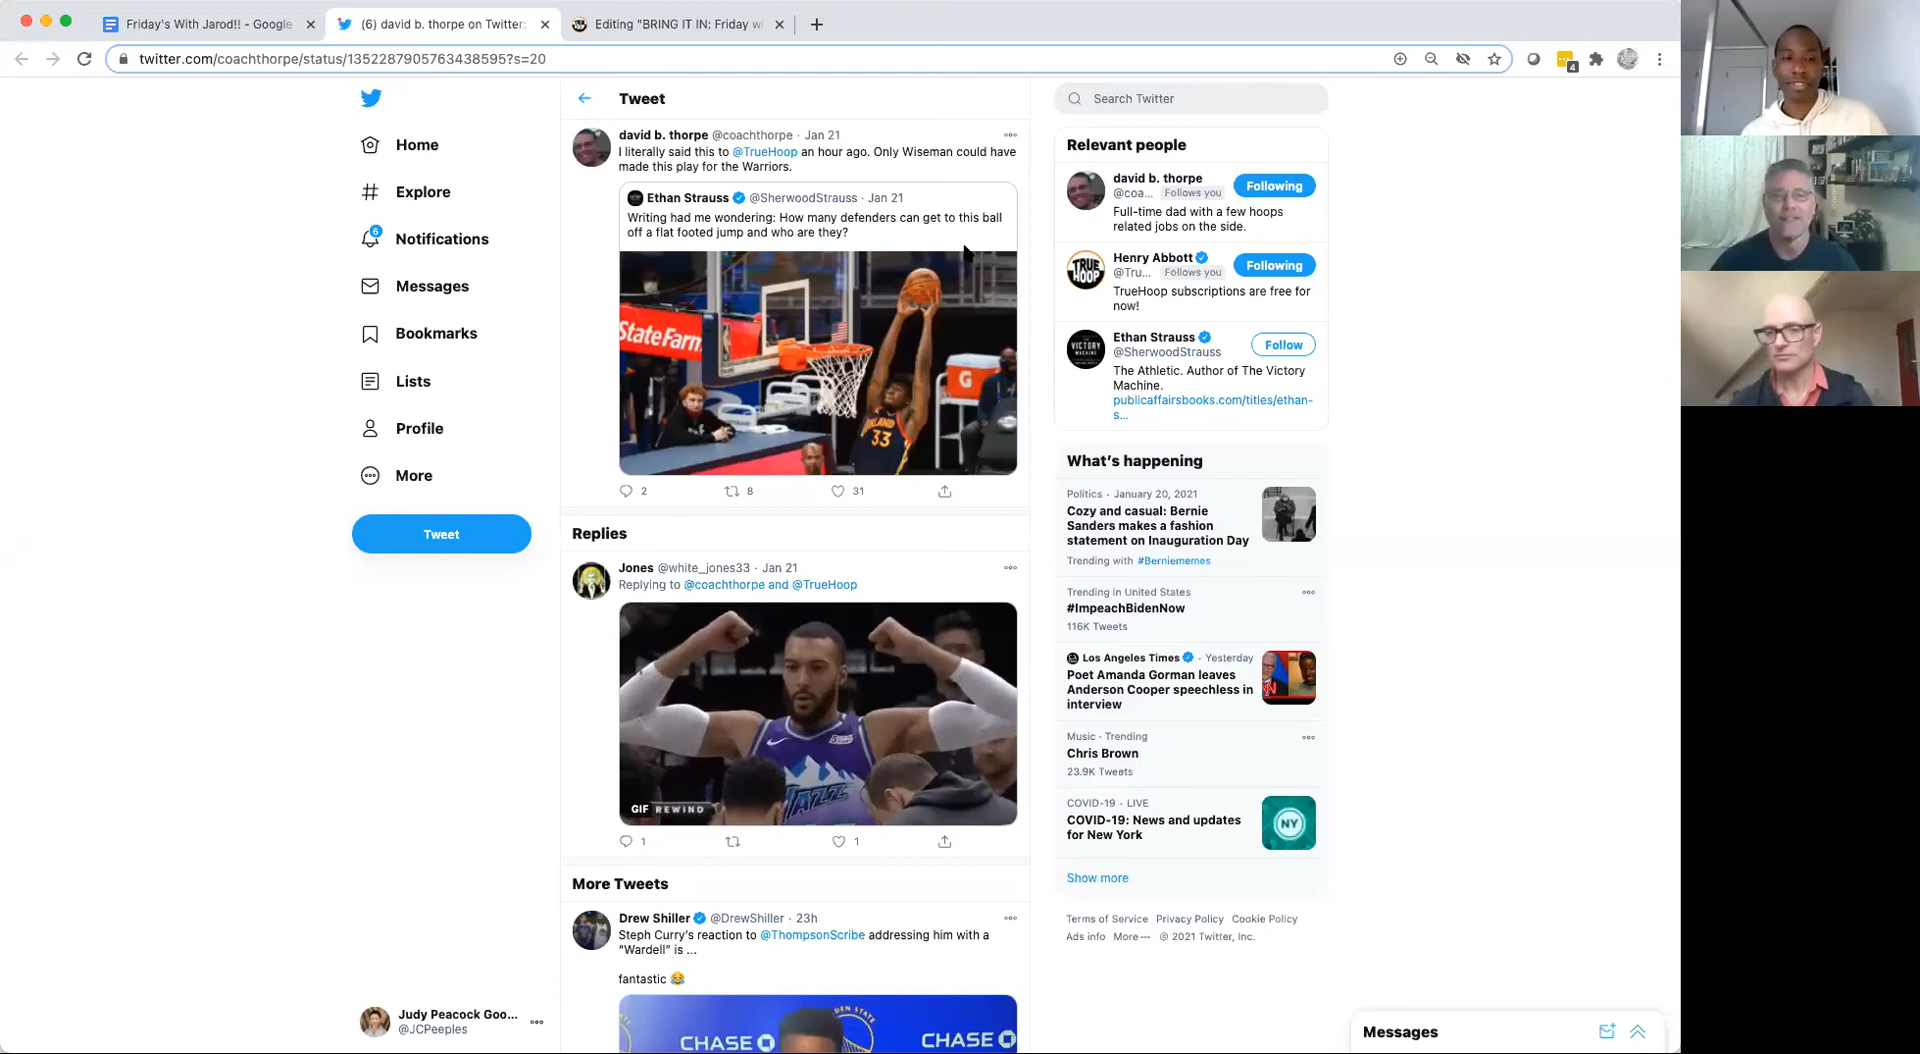 Friday's With Jarod!! - Google
(6) david b. thorpe on Twitter:
Editing "BRING IT IN: Friday w
twitter.com/coachthorpe/status/1352287905763438595?s=20
4
Home
Explore
6
Notifications
Messages
Bookmarks
Lists
Profile
More
Tweet
Judy Peacock Goo...
@JCPeeples
Tweet
david b. thorpe @coachthorpe · Jan 21
I literally said this to @TrueHoop an hour ago. Only Wiseman could have
made this play for the Warriors.
Ethan Strauss @SherwoodStrauss · Jan 21
Writing had me wondering: How many defenders can get to this ball
off a flat footed jump and who are they?
StateFarm
G
33
2 8 31
Replies
Jones @white_jones33 · Jan 21
Replying to @coachthorpe and @TrueHoop
GIF REWIND
1 1
More Tweets
Drew Shiller @DrewShiller · 23h
Steph Curry's reaction to @ThompsonScribe addressing him with a
"Wardell" is ...
fantastic 😂
CHASE
CHASE
Search Twitter
Relevant people
david b. thorpe
@coa... Follows you
Following
Full-time dad with a few hoops
related jobs on the side.
TRUE
HOOP
Henry Abbott
@Tru... Follows you
Following
TrueHoop subscriptions are free for
now!
VICTORY
MACHINE
Ethan Strauss
@SherwoodStrauss
Follow
The Athletic. Author of The Victory
Machine.
publicaffairsbooks.com/titles/ethan-
s...
What's happening
Politics · January 20, 2021
Cozy and casual: Bernie
Sanders makes a fashion
statement on Inauguration Day
Trending with #Berniememes
Trending in United States
#ImpeachBidenNow
116K Tweets
Los Angeles Times · Yesterday
Poet Amanda Gorman leaves
Anderson Cooper speechless in
interview
Music · Trending
Chris Brown
23.9K Tweets
COVID-19 · LIVE
COVID-19: News and updates
for New York
NY
Show more
Terms of Service Privacy Policy Cookie Policy
Ads info More ··· © 2021 Twitter, Inc.
Messages